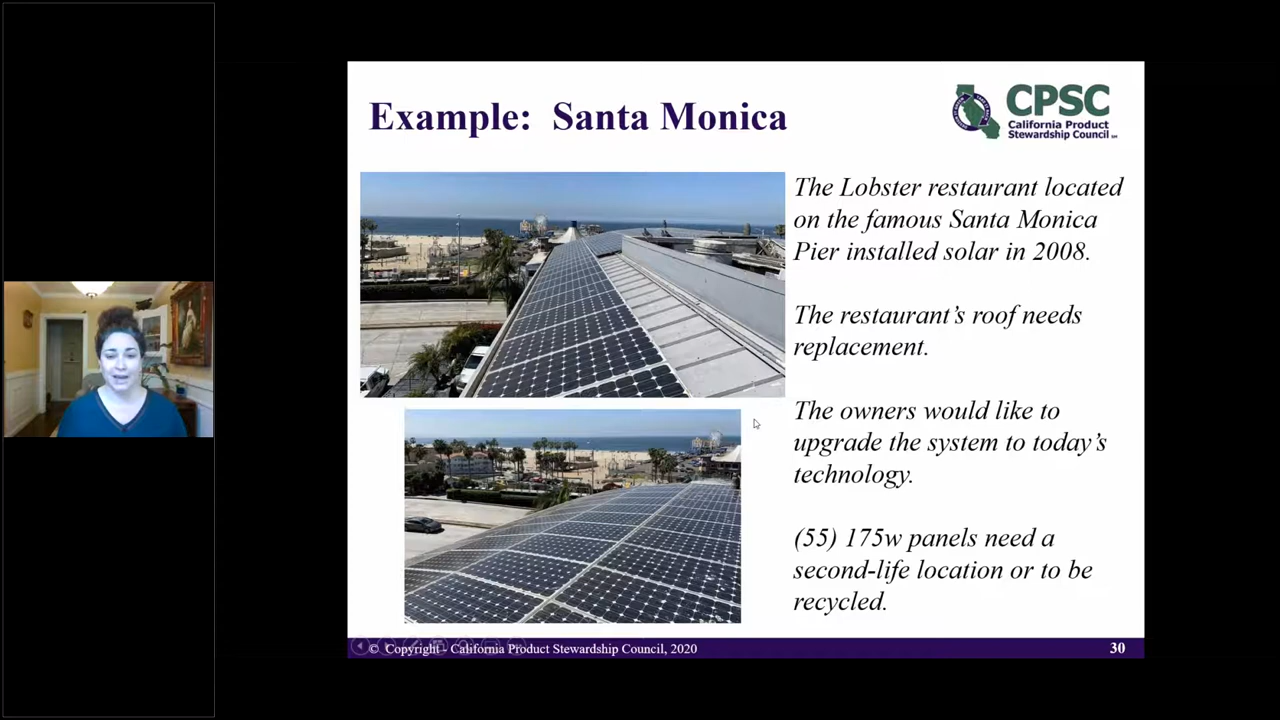 Example:  Santa Monica
CPSC
California Product
Stewardship Council
The Lobster restaurant located
on the famous Santa Monica
Pier installed solar in 2008.
The restaurant’s roof needs
replacement.
The owners would like to
upgrade the system to today’s
technology.
(55) 175w panels need a
second-life location or to be
recycled.
© Copyright - California Product Stewardship Council, 2020
30